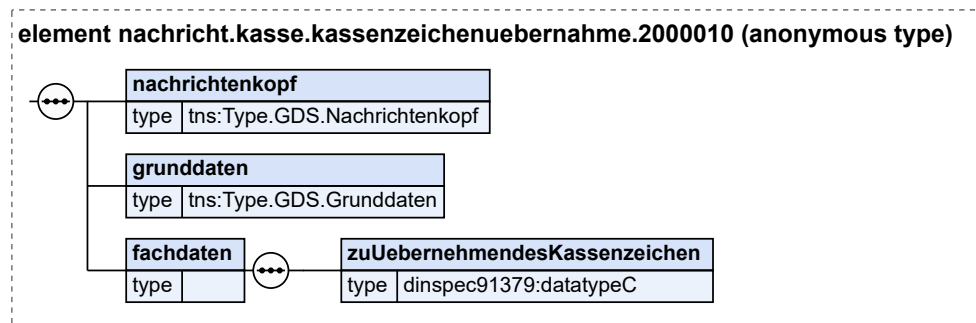 element nachricht.kasse.kassenzeichenuebernahme.2000010 (anonymous type)
nachrichtenkopf
type tns:Type.GDS.Nachrichtenkopf
grunddaten
type tns:Type.GDS.Grunddaten
fachdaten
type
zuUebernehmendesKassenzeichen
type dinspec91379:datatypeC